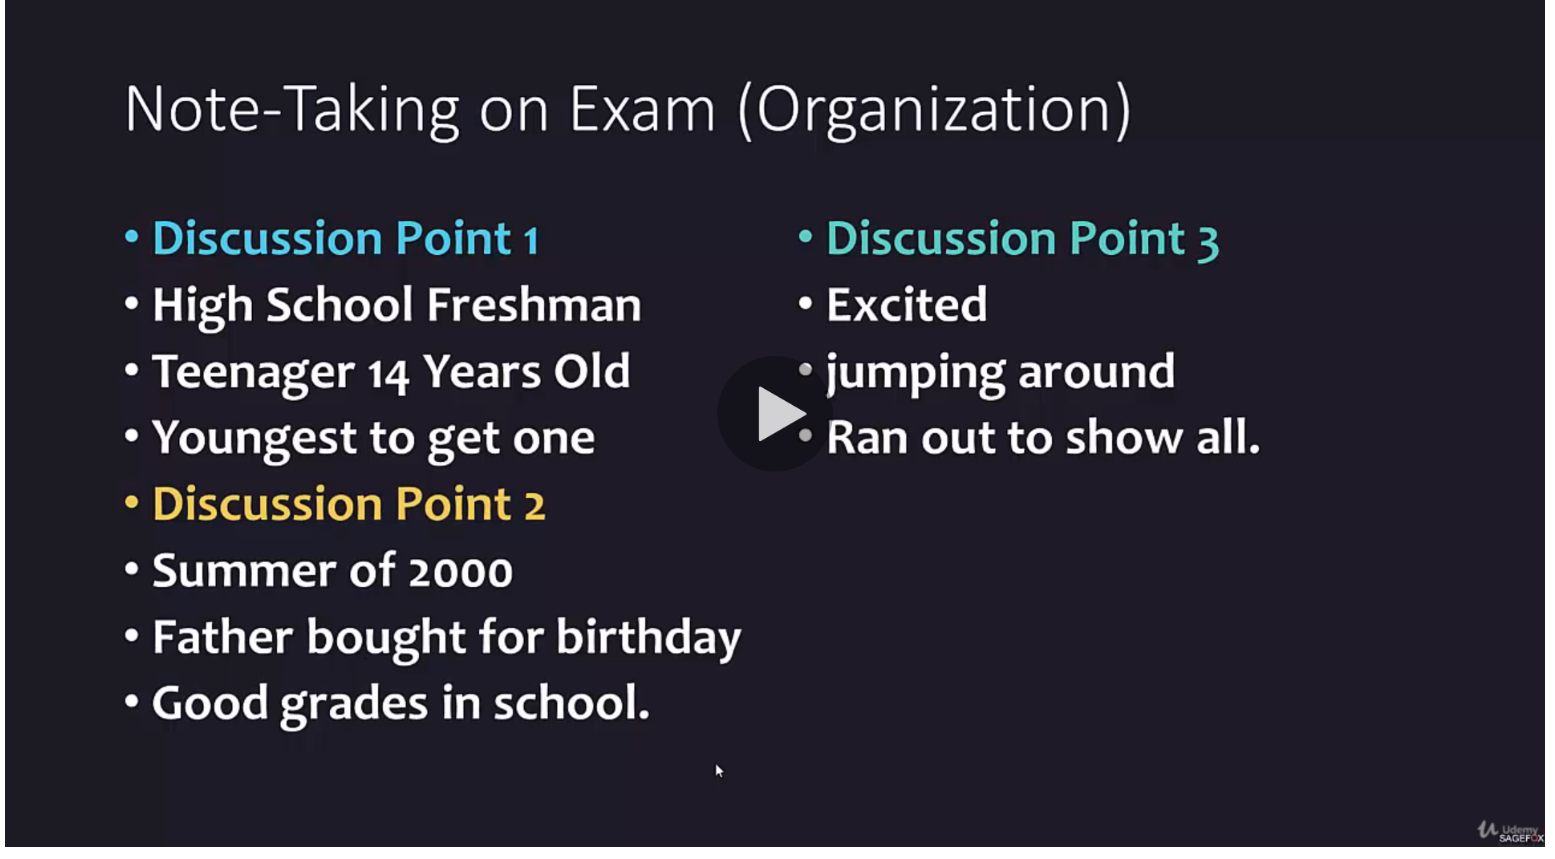 Note-Taking on Exam (Organization)
• Discussion Point 1
• High School Freshman
• Teenager 14 Years Old
• Youngest to get one
• Discussion Point 2
• Summer of 2000
• Father bought for birthday
• Good grades in school.
• Discussion Point 3
• Excited
• jumping around
• Ran out to show all.
Udemy
SAGEFOX